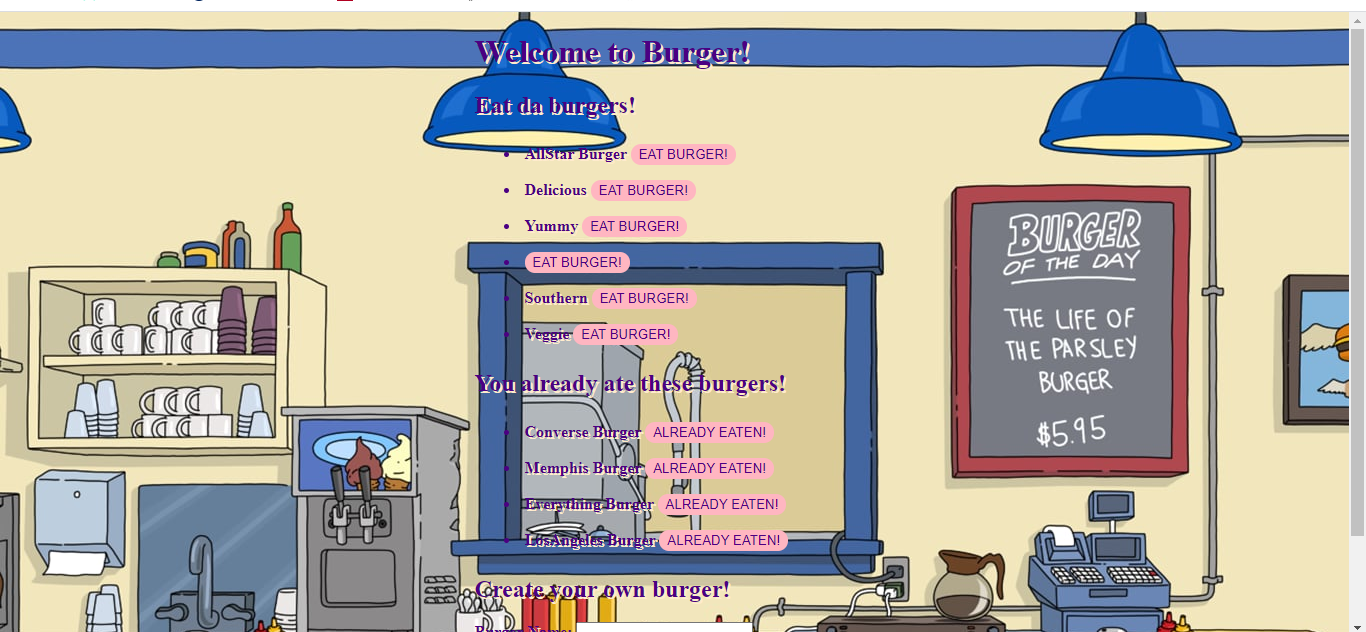 Welcome to Burger!
Eat da burgers!
AllStar Burger EAT BURGER!
Delicious EAT BURGER!
Yummy EAT BURGER!
EAT BURGER!
Southern EAT BURGER!
Veggie EAT BURGER!
You already ate these burgers!
Converse Burger ALREADY EATEN!
Memphis Burger ALREADY EATEN!
Everything Burger ALREADY EATEN!
LosAngeles Burger ALREADY EATEN!
Create your own burger!
Burger Name:
BURGER
OF THE DAY
THE LIFE OF
THE PARSLEY
BURGER
$5.95